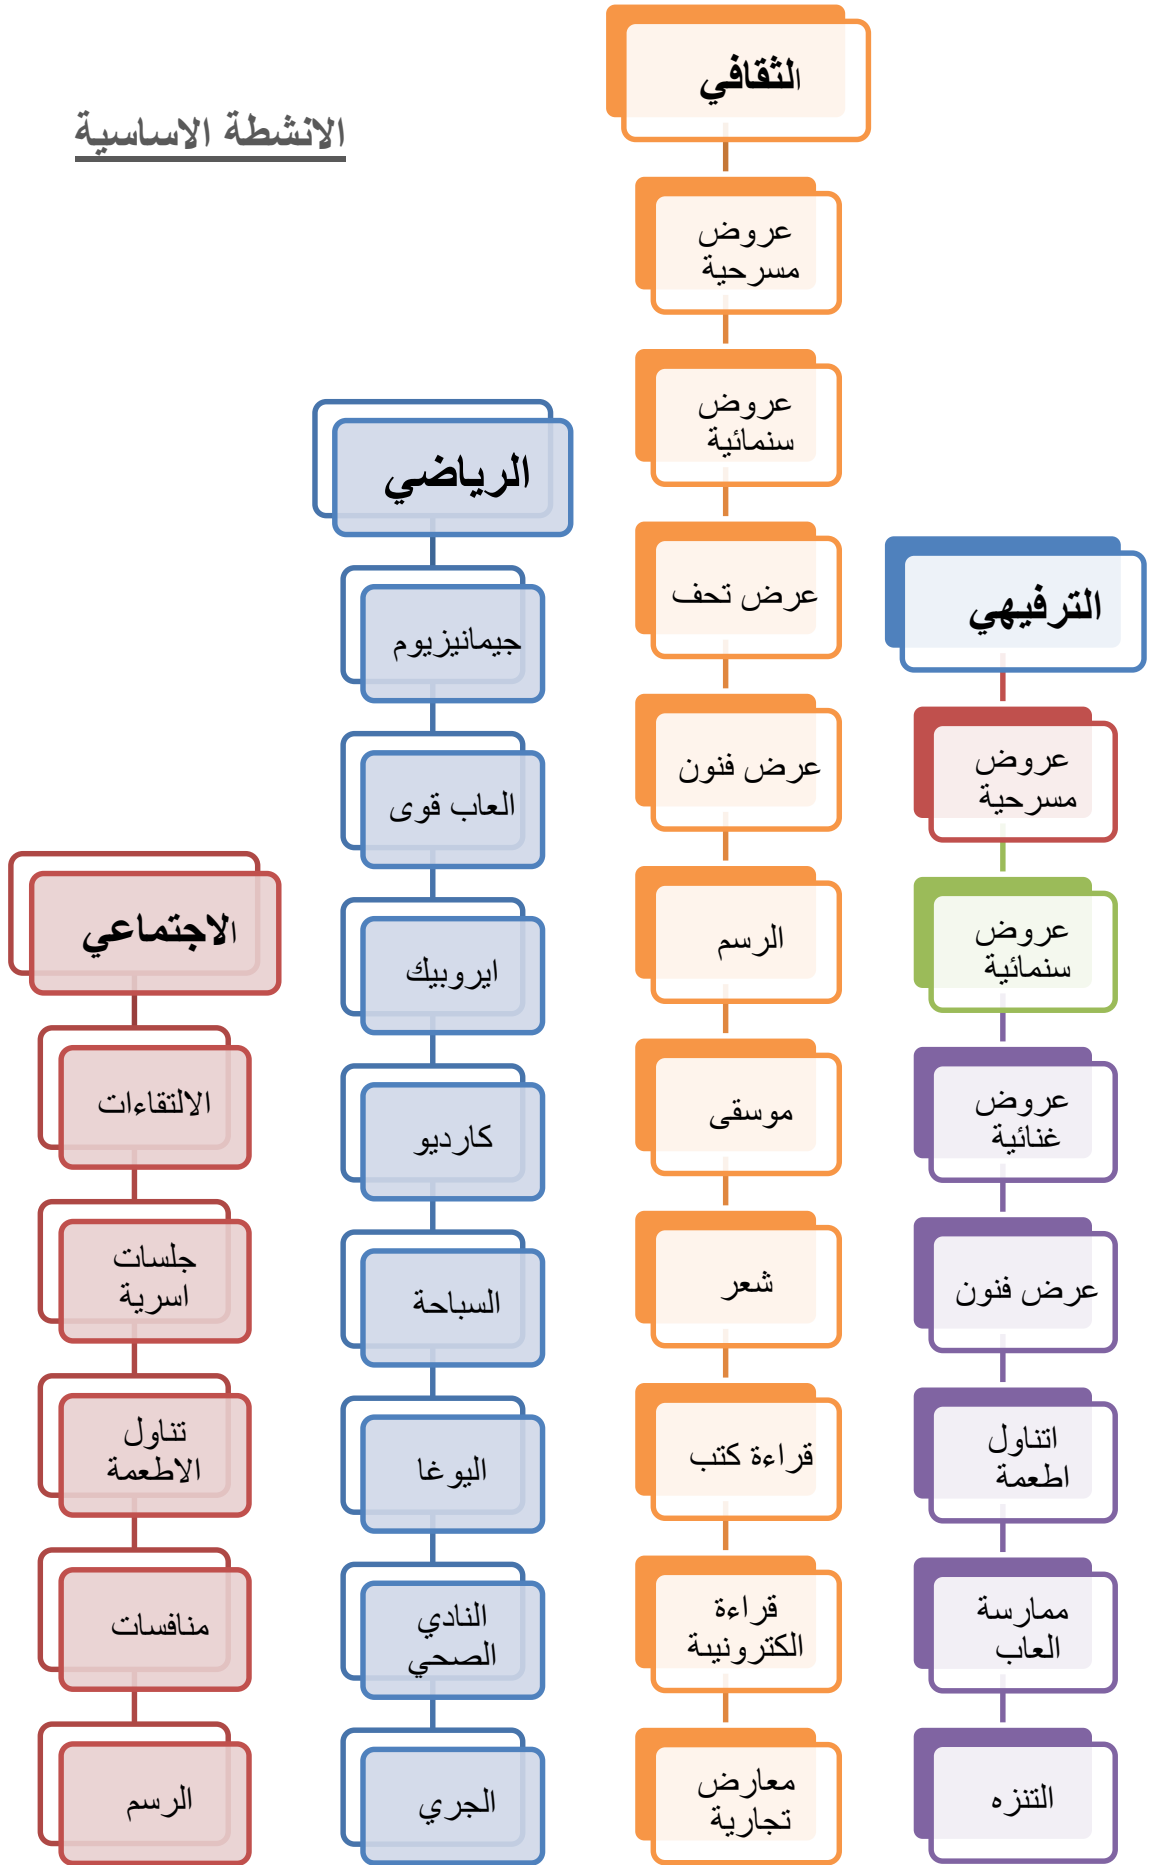 الانشطة الاساسية
الترفيهي
عروض
مسرحية
عروض
سنمائية
عروض
غنائية
عرض فنون
اتناول
اطعمة
ممارسة
العاب
التنزه
الثقافي
عروض
مسرحية
عروض
سنمائية
عرض تحف
عرض فنون
الرسم
موسقى
شعر
قراءة كتب
قراءة
الكترونيبة
معارض
تجارية
الرياضي
جيمانيزيوم
العاب قوى
ايروبيك
كارديو
السباحة
اليوغا
النادي
الصحي
الجري
الاجتماعي
الالتقاءات
جلسات
اسرية
تناول
الاطعمة
منافسات
الرسم